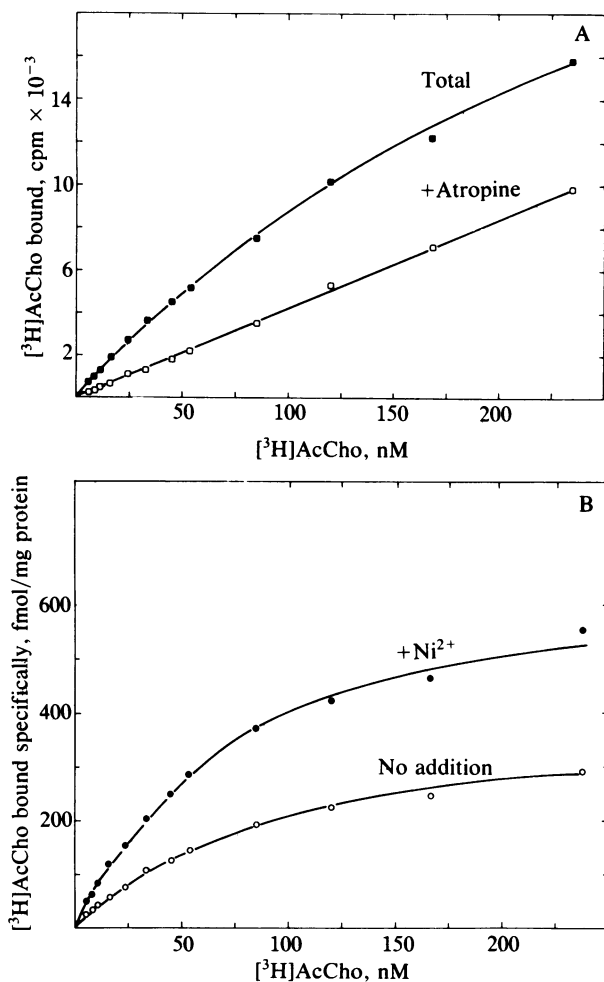 A
Total
+Atropine
14
10
6
2
50
100
150
200
[³H]AcCho bound, cpm × 10⁻³
[³H]AcCho, nM
B
+Ni²⁺
No addition
600
400
200
50
100
150
200
[³H]AcCho bound specifically, fmol/mg protein
[³H]AcCho, nM